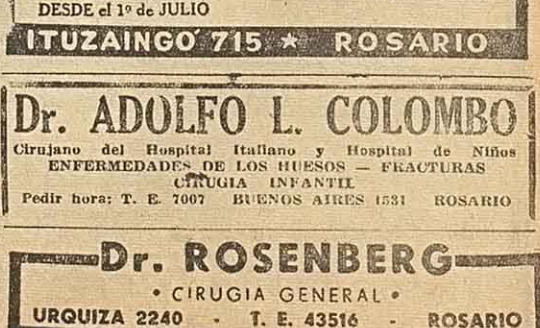 DESDE el 1º de JULIO
ITUZAINGO 715 ★ ROSARIO
Dr. ADOLFO L. COLOMBO
Cirujano del Hospital Italiano y Hospital de Niños
ENFERMEDADES DE LOS HUESOS — FRACTURAS
CIRUGIA INFANTIL
Pedir hora: T. E. 7007 BUENOS AIRES 1531 ROSARIO
Dr. ROSENBERG
• CIRUGIA GENERAL •
URQUIZA 2240 - T. E. 43516 - ROSARIO